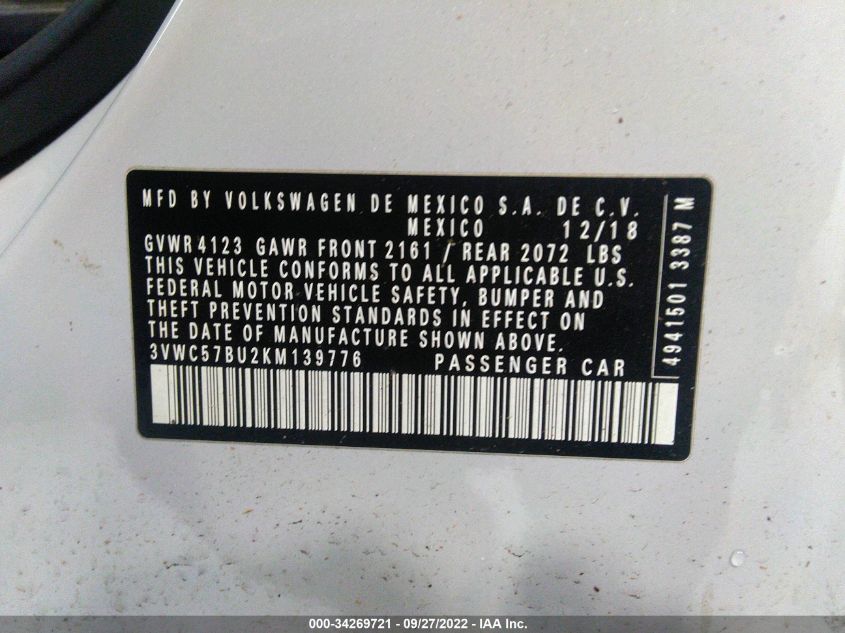 MFD BY VOLKSWAGEN DE MEXICO S.A. DE C.V.
MEXICO 12/18
GVWR 4123 GAWR FRONT 2161 / REAR 2072 LBS
THIS VEHICLE CONFORMS TO ALL APPLICABLE U.S.
FEDERAL MOTOR VEHICLE SAFETY, BUMPER AND
THEFT PREVENTION STANDARDS IN EFFECT ON
THE DATE OF MANUFACTURE SHOWN ABOVE.
3VWC57BU2KM139776 PASSENGER CAR
4941501 3387 M
000-34269721 - 09/27/2022 - IAA Inc.